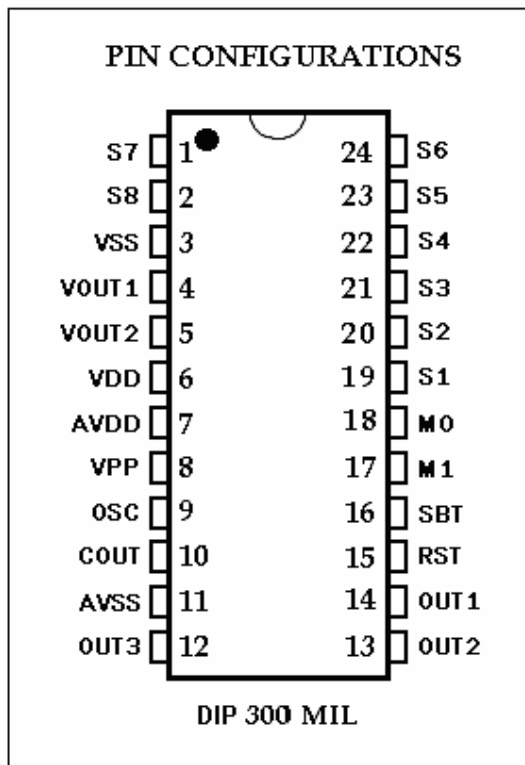 PIN CONFIGURATIONS
S7 1 24 S6
S8 2 23 S5
VSS 3 22 S4
VOUT1 4 21 S3
VOUT2 5 20 S2
VDD 6 19 S1
AVDD 7 18 M0
VPP 8 17 M1
OSC 9 16 SBT
COUT 10 15 RST
AVSS 11 14 OUT1
OUT3 12 13 OUT2
DIP 300 MIL